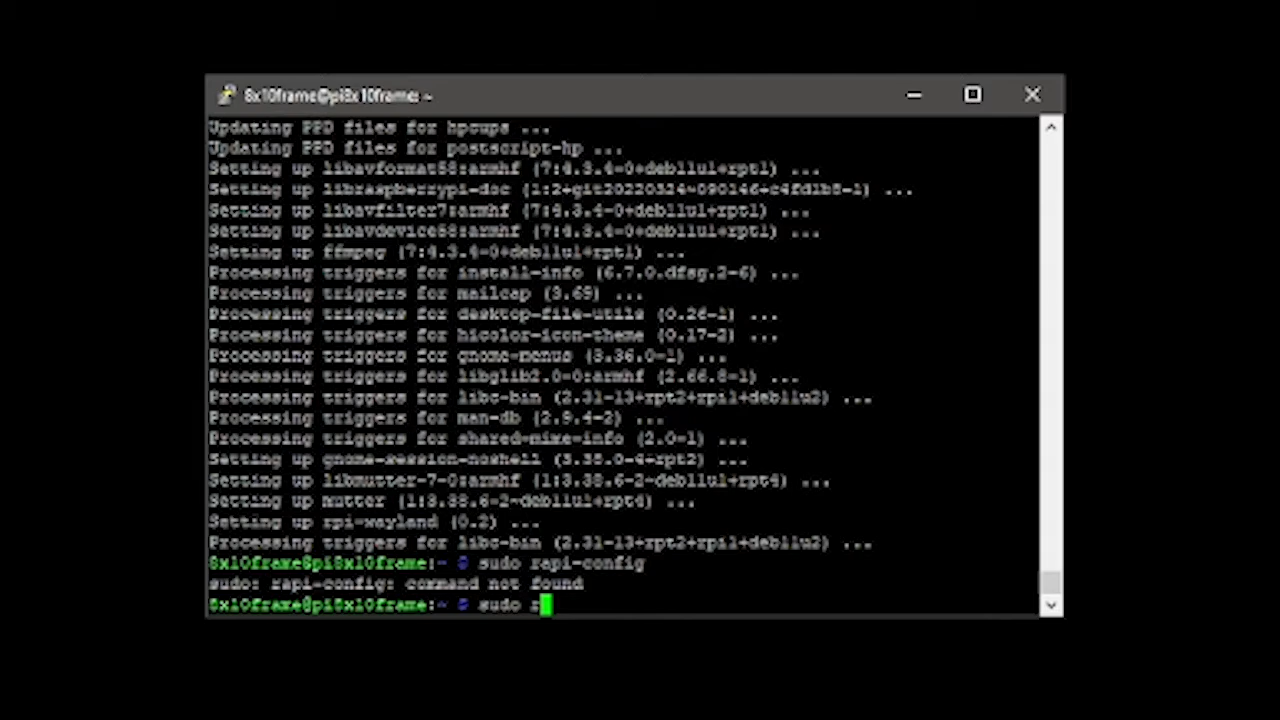 8x10frame@pi8x10frame: ~
Updating PPD files for hpcups ...
Updating PPD files for postscript-hp ...
Setting up libavformat58:armhf (7:4.3.4-0+deb11u1+rpt1) ...
Setting up libraspberrypi-doc (1:2+git20220324~090146+c4fd1b8-1) ...
Setting up libavfilter7:armhf (7:4.3.4-0+deb11u1+rpt1) ...
Setting up libavdevice58:armhf (7:4.3.4-0+deb11u1+rpt1) ...
Setting up ffmpeg (7:4.3.4-0+deb11u1+rpt1) ...
Processing triggers for install-info (6.7.0.dfsg.2-6) ...
Processing triggers for mailcap (3.69) ...
Processing triggers for desktop-file-utils (0.26-1) ...
Processing triggers for hicolor-icon-theme (0.17-2) ...
Processing triggers for gnome-menus (3.36.0-1) ...
Processing triggers for libglib2.0-0:armhf (2.66.8-1) ...
Processing triggers for libc-bin (2.31-13+rpt2+rpi1+deb11u2) ...
Processing triggers for man-db (2.9.4-2) ...
Processing triggers for shared-mime-info (2.0-1) ...
Setting up gnome-session-noshell (3.38.0-4+rpt2) ...
Setting up libmutter-7-0:armhf (1:3.38.6-2~deb11u1+rpt4) ...
Setting up mutter (1:3.38.6-2~deb11u1+rpt4) ...
Setting up rpi-wayland (0.2) ...
Processing triggers for libc-bin (2.31-13+rpt2+rpi1+deb11u2) ...
8x10frame@pi8x10frame:~ $ sudo rapi-config
sudo: rapi-config: command not found
8x10frame@pi8x10frame:~ $ sudo r